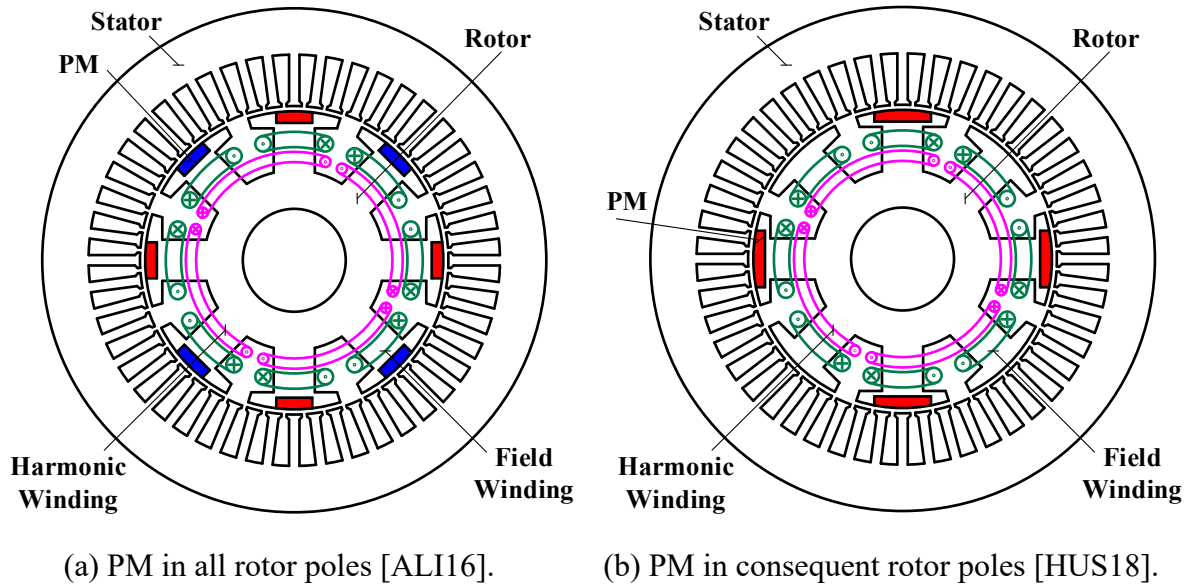 Stator
PM
Rotor
Harmonic
Winding
Field
Winding
(a) PM in all rotor poles [ALI16].
Stator
Rotor
PM
Harmonic
Winding
Field
Winding
(b) PM in consequent rotor poles [HUS18].